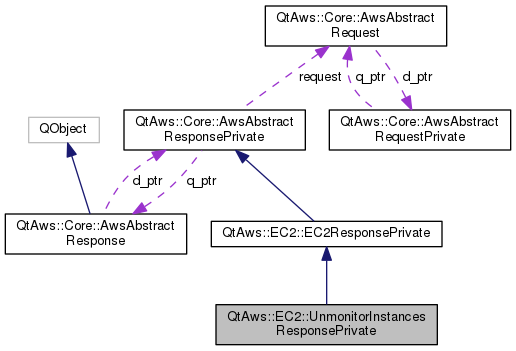 QtAws::Core::AwsAbstract
Request
request
q_ptr
d_ptr
QObject
QtAws::Core::AwsAbstract
ResponsePrivate
QtAws::Core::AwsAbstract
RequestPrivate
d_ptr
q_ptr
QtAws::Core::AwsAbstract
Response
QtAws::EC2::EC2ResponsePrivate
QtAws::EC2::UnmonitorInstances
ResponsePrivate